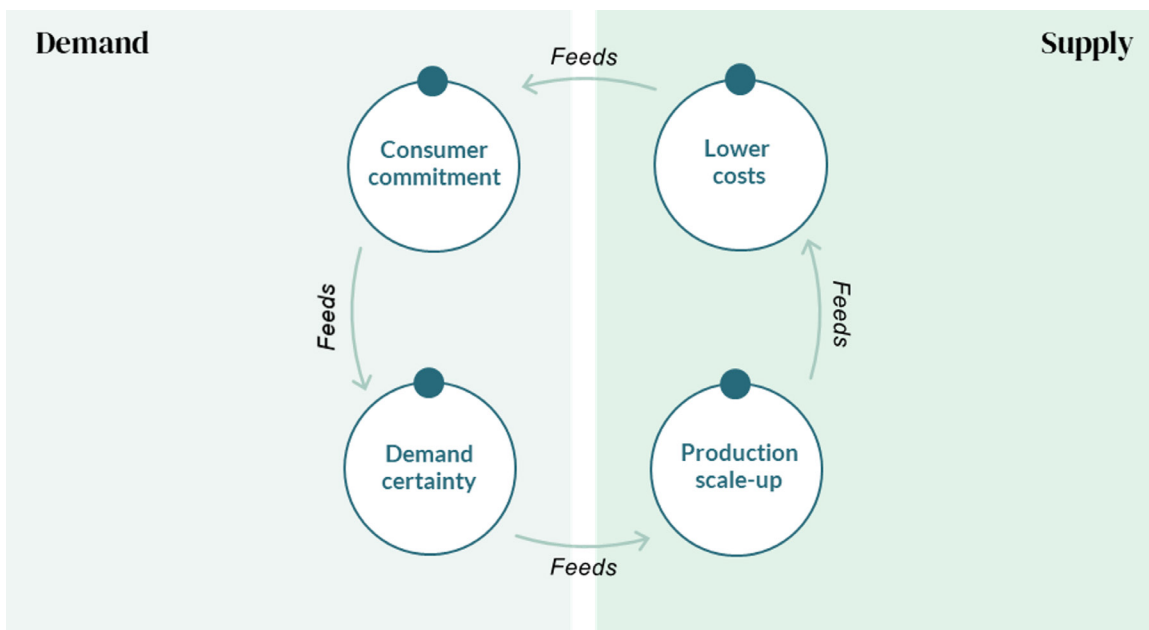 Demand
Supply
Feeds
Consumer
commitment
Lower
costs
Feeds
Feeds
Demand
certainty
Production
scale-up
Feeds